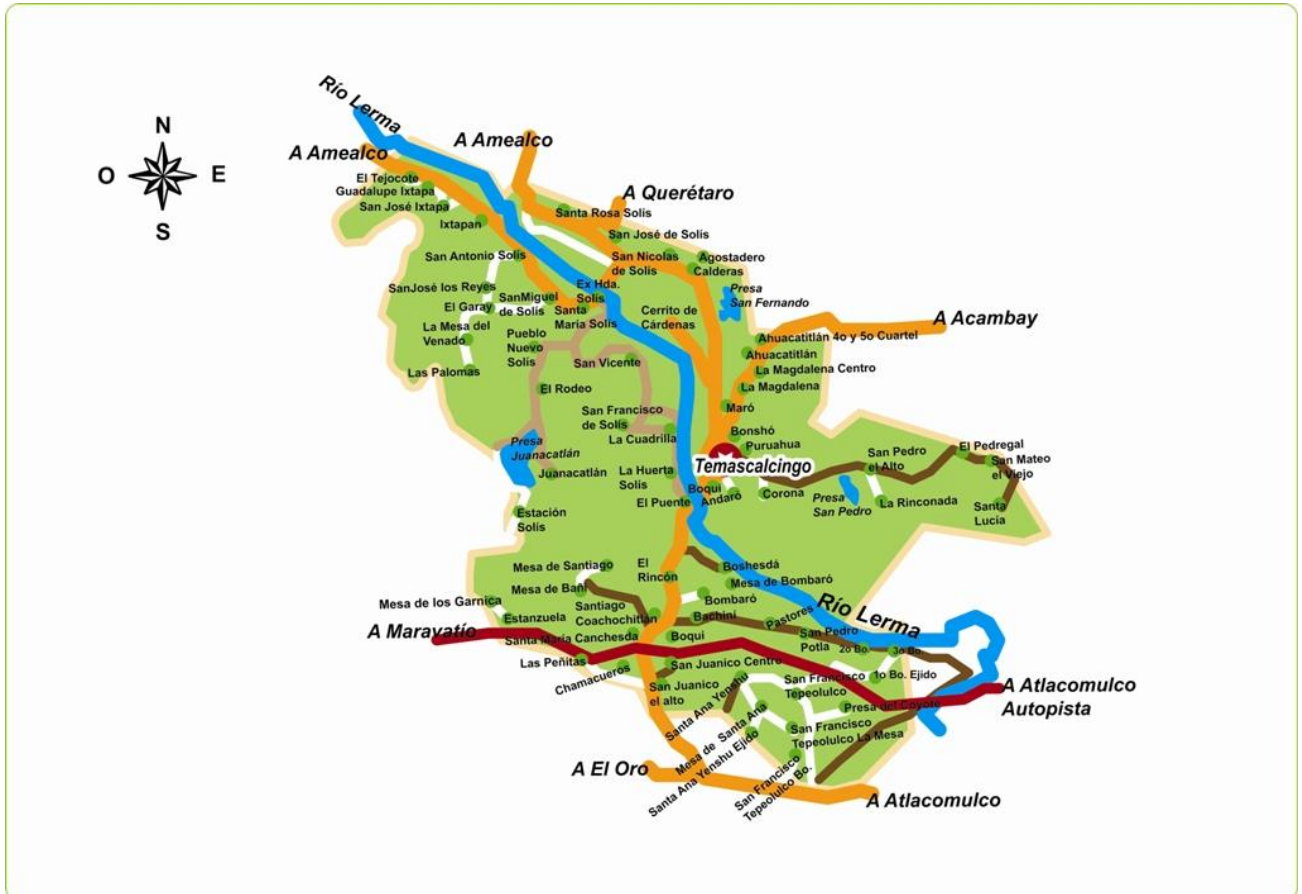 Río Lerma
A Amealco
A Amealco
N
O
E
S
El Tejocote
Guadalupe Ixtapa
San José Ixtapa
Ixtapan
A Querétaro
Santa Rosa Solís
San José de Solís
San Antonio Solís
San Nicolas
de Solís
Agostadero
Calderas
SanJosé los Reyes
El Garay
SanMiguel
de Solís
Ex Hda.
Solís
Santa
María Solís
Presa
San Fernando
Cerrito de
Cárdenas
A Acambay
La Mesa del
Venado
Pueblo
Nuevo
Solís
Ahuacatitlán 4o y 5o Cuartel
Ahuacatitlán
La Magdalena Centro
La Magdalena
Las Palomas
San Vicente
El Rodeo
Maró
San Francisco
de Solís
La Cuadrilla
Bonshó
Puruahua
Temascalcingo
Presa
Juanacatlán
Juanacatlán
La Huerta
Solís
El Puente
Boqui
Andaró
Corona
San Pedro
el Alto
El Pedregal
San Mateo
el Viejo
Presa
San Pedro
La Rinconada
Santa
Lucía
Estación
Solís
Mesa de Santiago
El
Rincón
Boshesdá
Mesa de Bombaró
Mesa de Bañi
Mesa de los Garnica
Estanzuela
Santiago
Coachochitlán
Bombaró
Bachini
Pastores
Río Lerma
A Maravatío
Santa María Canchesda
Boqui
San Pedro
Potla
2o Bo.
3o Bo.
Las Peñitas
Chamacueros
San Juanico Centro
San Juanico
el alto
San Francisco
Tepeolulco
1o Bo. Ejido
Presa del Coyote
A Atlacomulco
Autopista
Santa Ana Yenshu
Mesa de Santa Ana
Santa Ana Yenshu Ejido
San Francisco
Tepeolulco La Mesa
San Francisco
Tepeolulco Bo.
A El Oro
A Atlacomulco